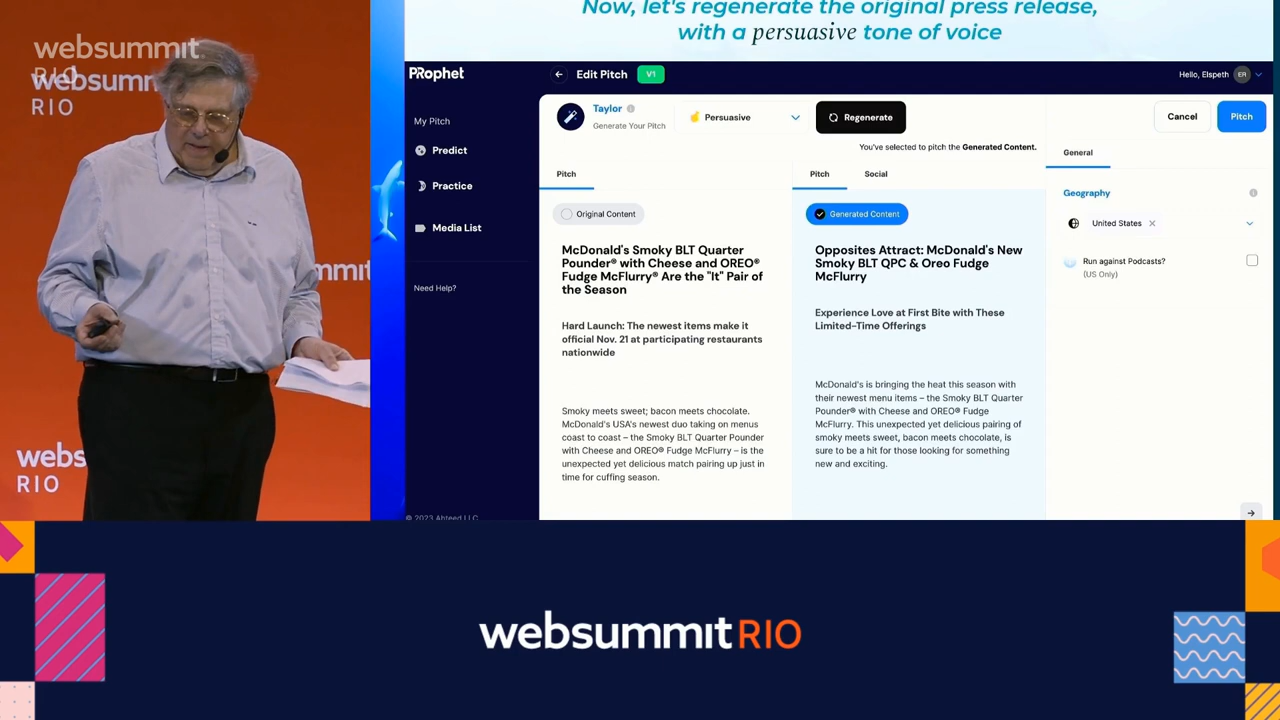 websummit
RIO
websumm
RIO
mmit
webs
RIO
Now, let's regenerate the original press release,
with a persuasive tone of voice
PRophet
Edit Pitch
V1
Hello, Elspeth
ER
My Pitch
Predict
Practice
Media List
Need Help?
© 2023 Ahteed LLC
Taylor
Generate Your Pitch
Persuasive
Regenerate
Cancel
Pitch
You've selected to pitch the Generated Content.
Pitch
Original Content
McDonald's Smoky BLT Quarter
Pounder® with Cheese and OREO®
Fudge McFlurry® Are the "It" Pair of
the Season
Hard Launch: The newest items make it
official Nov. 21 at participating restaurants
nationwide
Smoky meets sweet; bacon meets chocolate.
McDonald's USA's newest duo taking on menus
coast to coast – the Smoky BLT Quarter Pounder
with Cheese and OREO® Fudge McFlurry – is the
unexpected yet delicious match pairing up just in
time for cuffing season.
Pitch
Social
Generated Content
Opposites Attract: McDonald's New
Smoky BLT QPC & Oreo Fudge
McFlurry
Experience Love at First Bite with These
Limited-Time Offerings
McDonald's is bringing the heat this season with
their newest menu items – the Smoky BLT Quarter
Pounder® with Cheese and OREO® Fudge
McFlurry. This unexpected yet delicious pairing of
smoky meets sweet, bacon meets chocolate, is
sure to be a hit for those looking for something
new and exciting.
General
Geography
United States
Run against Podcasts?
(US Only)
websummit RIO